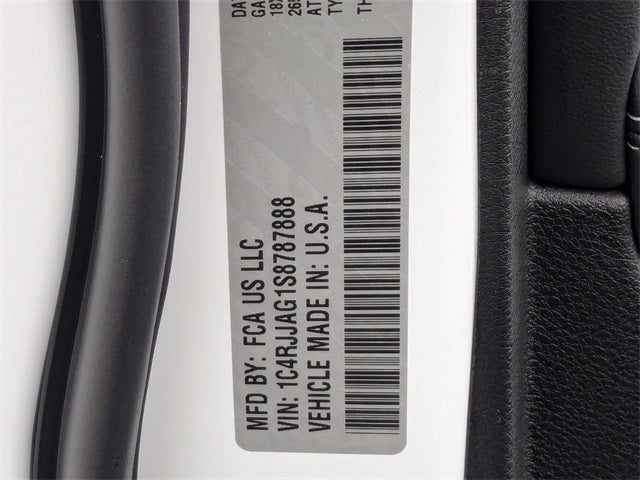 MFD BY: FCA US LLC
VIN: 1C4RJJAG1S8787888
VEHICLE MADE IN: U.S.A.